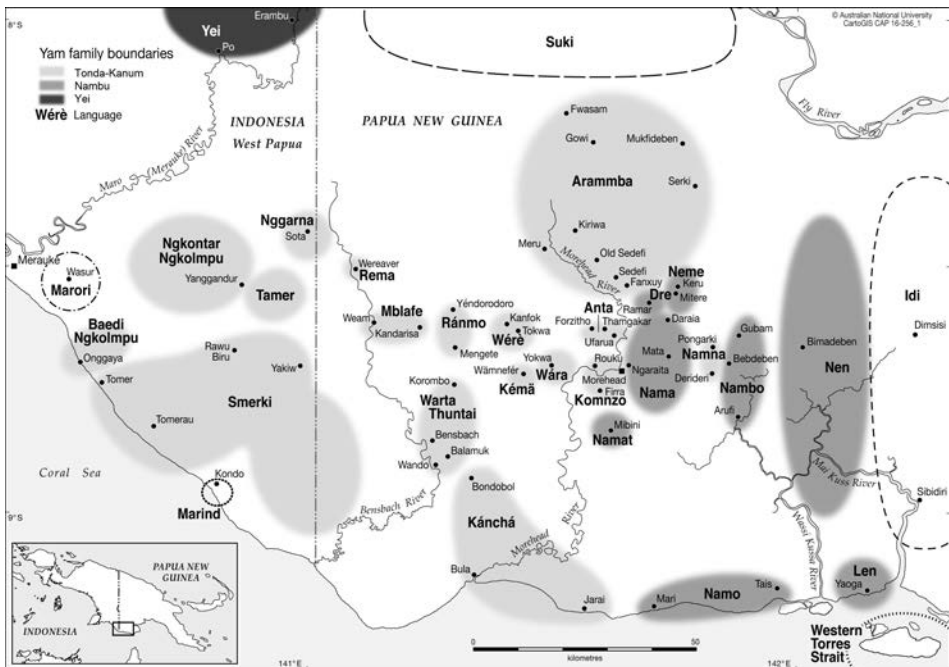 8°S
Erambu
Yei
Po
© Australian National University
CartoGIS CAP 16-256_1
Suki
Yam family boundaries
Tonda-Kanum
Nambu
Yei
Wérè Language
INDONESIA
West Papua
PAPUA NEW GUINEA
Fly River
Maro (Merauke) River
Fwasam
Gowi
Mukfideben
Arammba
Serki
Nggarna
Sota
Ngkontar
Ngkolmpu
Yanggandur
Kiriwa
Meru
Old Sedefi
Morehead River
Merauke
Wasur
Marori
Tamer
Wereaver
Rema
Sedefi
Fanxuy
Neme
Keru
Mitere
Dre
Ramar
Idi
Baedi
Ngkolmpu
Onggaya
Weam
Mblafe
Kandarisa
Yéndorodoro
Ránmo
Mengete
Kanfok
Tokwa
Wérè
Anta
Forzitho
Thamgakar
Ufarua
Daraia
Gubam
Dimsisi
Rawu
Biru
Yakiw
Tomer
Smerki
Tomerau
Yokwa
Wámnefér
Wára
Kémä
Rouku
Morehead
Firra
Komnzo
Ngaraita
Mata
Nama
Pongarki
Namna
Derideri
Bebdeben
Nambo
Arufi
Bimadeben
Nen
Korombo
Warta
Thuntai
Bensbach
Balamuk
Wando
Mibini
Namat
Coral Sea
Kondo
Marind
9°S
Bensbach River
Bondobol
Kánchá
Morehead River
Mai Kuss River
Wassi Kussa River
Sibidiri
Bula
Jarai
Mari
Namo
Tais
Len
Yaoga
PAPUA NEW
GUINEA
INDONESIA
Western
Torres
Strait
0
50
kilometres
141°E
142°E